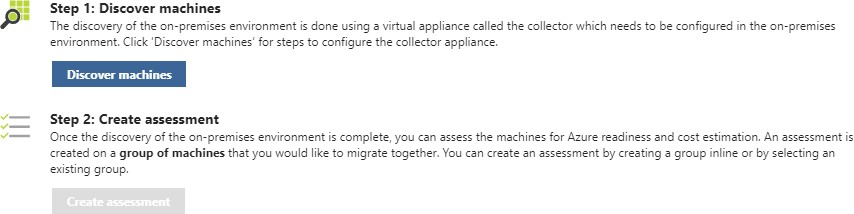 Step 1: Discover machines
The discovery of the on-premises environment is done using a virtual appliance called the collector which needs to be configured in the on-premises
environment. Click 'Discover machines' for steps to configure the collector appliance.
Discover machines
Step 2: Create assessment
Once the discovery of the on-premises environment is complete, you can assess the machines for Azure readiness and cost estimation. An assessment is
created on a group of machines that you would like to migrate together. You can create an assessment by creating a group inline or by selecting an
existing group.
Create assessment